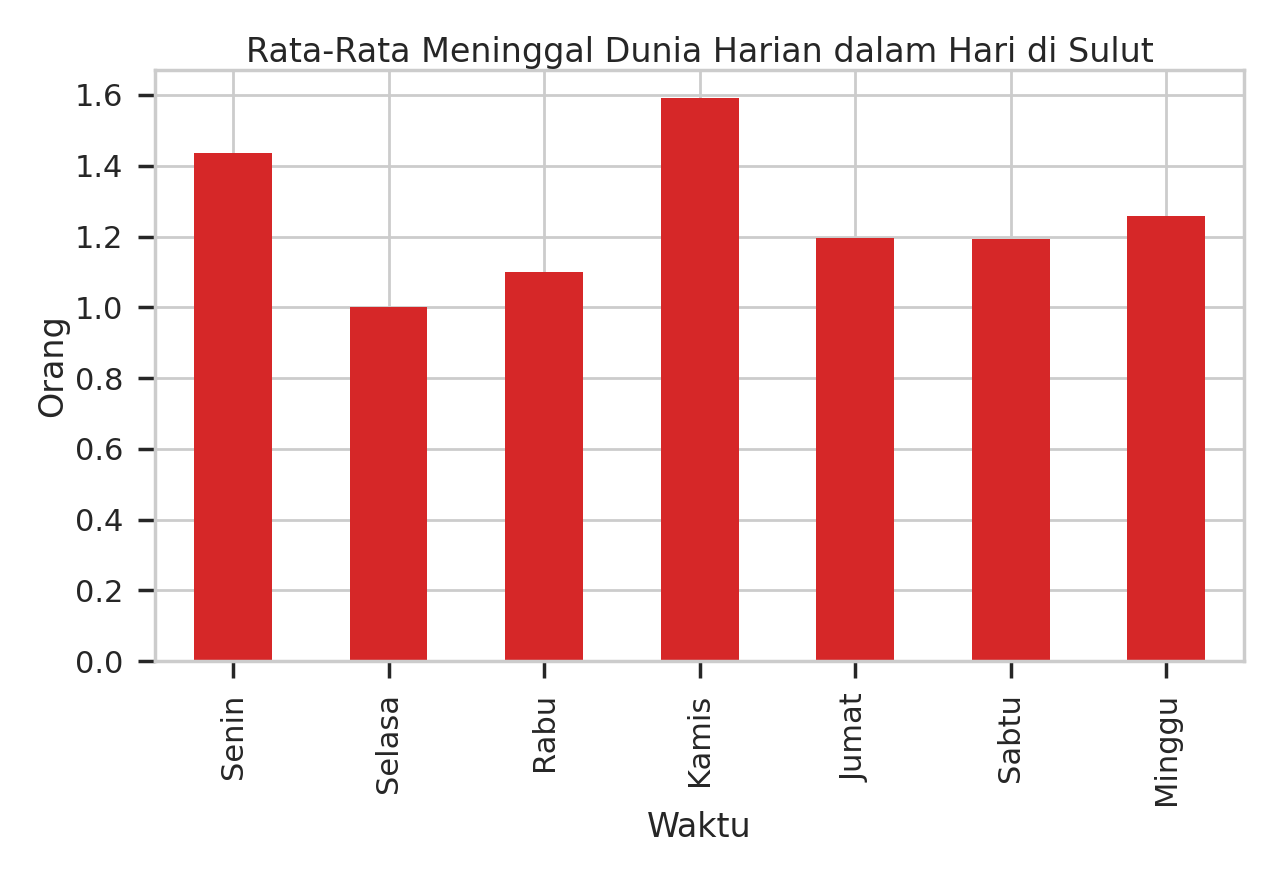 Rata-Rata Meninggal Dunia Harian dalam Hari di Sulut
1.6
1.4
1.2
1.0
0.8
0.6
0.4
0.2
0.0
Orang
Senin
Selasa
Rabu
Kamis
Jumat
Sabtu
Minggu
Waktu